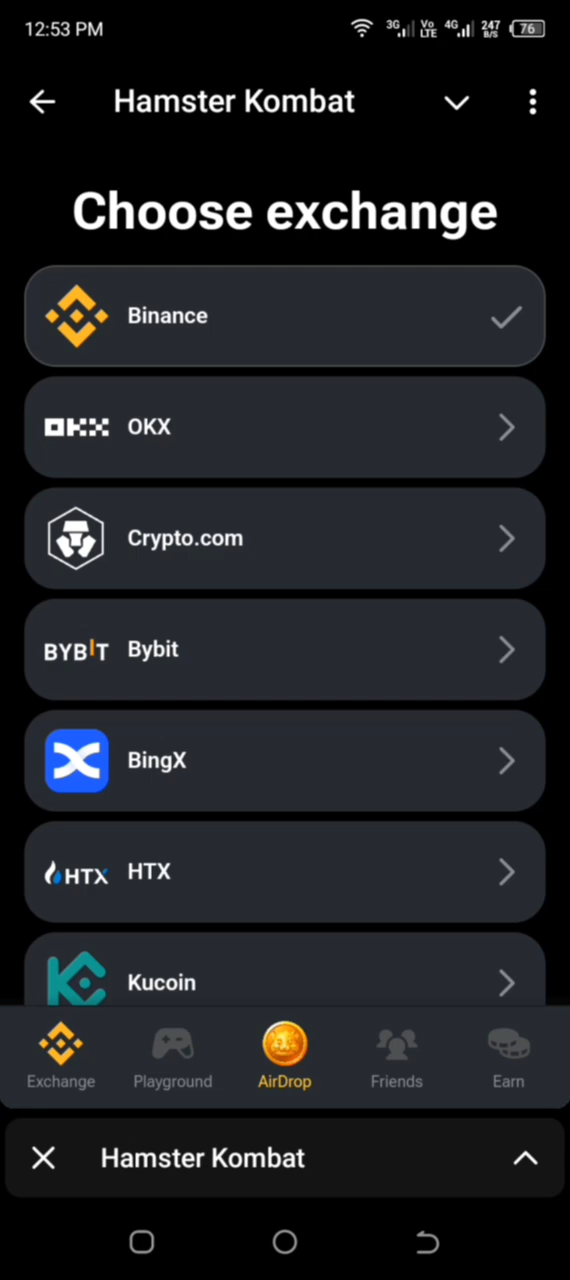 12:53 PM
3G Vo LTE 4G 247 B/S 76
Hamster Kombat
Choose exchange
Binance
OKX OKX
Crypto.com
BYBIT Bybit
BingX
HTX HTX
Kucoin
Exchange Playground AirDrop Friends Earn
Hamster Kombat